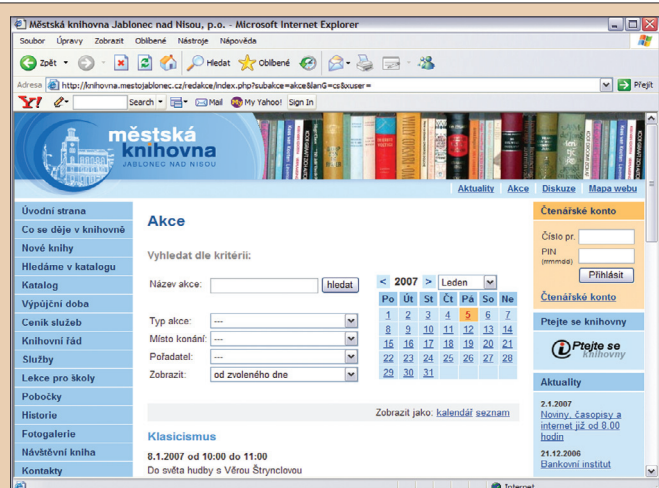 Městská knihovna Jablonec nad Nisou, p.o. - Microsoft Internet Explorer
Soubor Úpravy Zobrazit Oblíbené Nástroje Nápověda
Zpět Hledat Oblíbené
Adresa http://knihovna.mestojablonec.cz/redakce/index.php?subakce=akce&lanG=cs&xuser= Přejít
Y! Search Mail My Yahoo! Sign In
městská
knihovna
JABLONEC NAD NISOU
Aktuality Akce Diskuze Mapa webu
Úvodní strana
Co se děje v knihovně
Nové knihy
Hledáme v katalogu
Katalog
Výpůjční doba
Ceník služeb
Knihovní řád
Služby
Lekce pro školy
Pobočky
Historie
Fotogalerie
Návštěvní kniha
Kontakty
Akce
Vyhledat dle kritérií:
Název akce: hledat
Typ akce: ---
Místo konání: ---
Pořadatel: ---
Zobrazit: od zvoleného dne
< 2007 > Leden
Po Út St Čt Pá So Ne
1 2 3 4 5 6 7
8 9 10 11 12 13 14
15 16 17 18 19 20 21
22 23 24 25 26 27 28
29 30 31
Zobrazit jako: kalendář seznam
Klasicismus
8.1.2007 od 10:00 do 11:00
Do světa hudby s Věrou Štrynclovou
Čtenářské konto
Číslo pr.
PIN
(rrmmdd)
Přihlásit
Čtenářské konto
Ptejte se knihovny
Ptejte se
knihovny
Aktuality
2.1.2007
Noviny, časopisy a
internet již od 8.00
hodin
21.12.2006
Bankovní institut
Internet